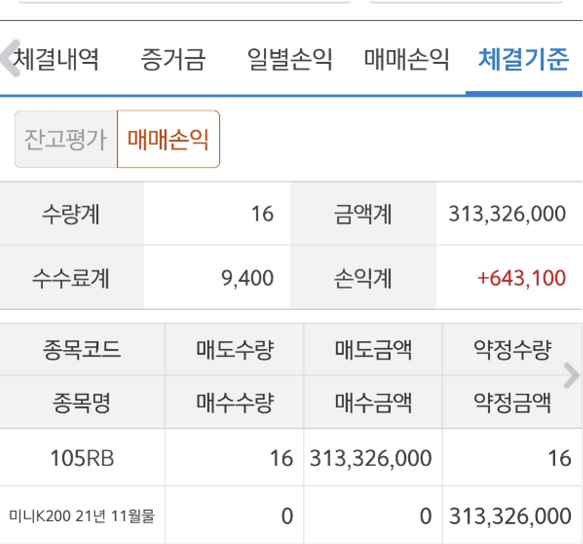 체결내역 증거금 일별손익 매매손익 체결기준
잔고평가 매매손익
수량계 16 금액계 313,326,000
수수료계 9,400 손익계 +643,100
종목코드 매도수량 매도금액 약정수량
종목명 매수수량 매수금액 약정금액
105RB 16 313,326,000 16
미니K200 21년 11월물 0 0 313,326,000